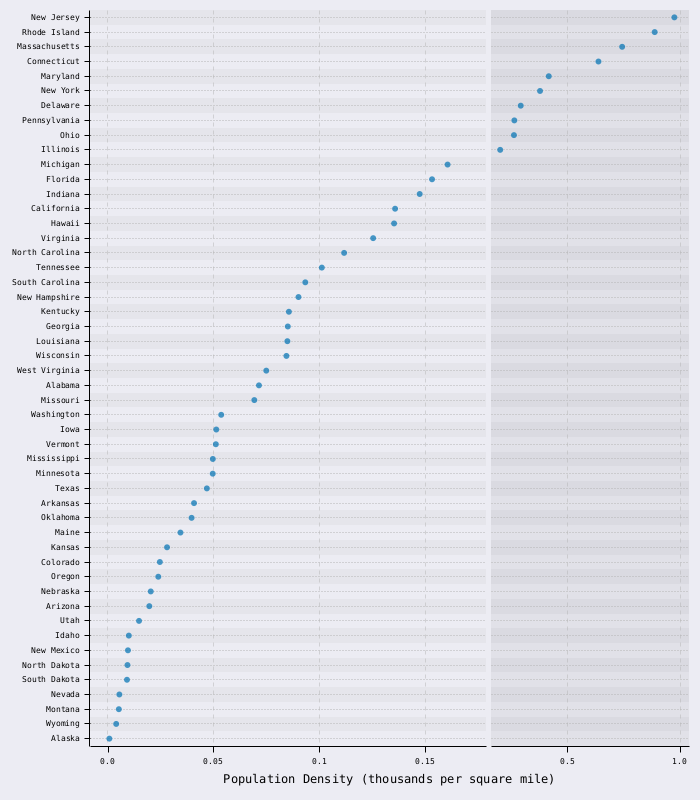 New Jersey
Rhode Island
Massachusetts
Connecticut
Maryland
New York
Delaware
Pennsylvania
Ohio
Illinois
Michigan
Florida
Indiana
California
Hawaii
Virginia
North Carolina
Tennessee
South Carolina
New Hampshire
Kentucky
Georgia
Louisiana
Wisconsin
West Virginia
Alabama
Missouri
Washington
Iowa
Vermont
Mississippi
Minnesota
Texas
Arkansas
Oklahoma
Maine
Kansas
Colorado
Oregon
Nebraska
Arizona
Utah
Idaho
New Mexico
North Dakota
South Dakota
Nevada
Montana
Wyoming
Alaska
0.0 0.05 0.1 0.15 0.5 1.0
Population Density (thousands per square mile)